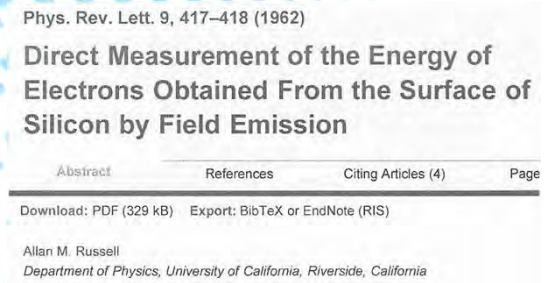 Phys. Rev. Lett. 9, 417–418 (1962)
Direct Measurement of the Energy of
Electrons Obtained From the Surface of
Silicon by Field Emission
Abstract References Citing Articles (4) Page
Download: PDF (329 kB) Export: BibTeX or EndNote (RIS)
Allan M. Russell
Department of Physics, University of California, Riverside, California